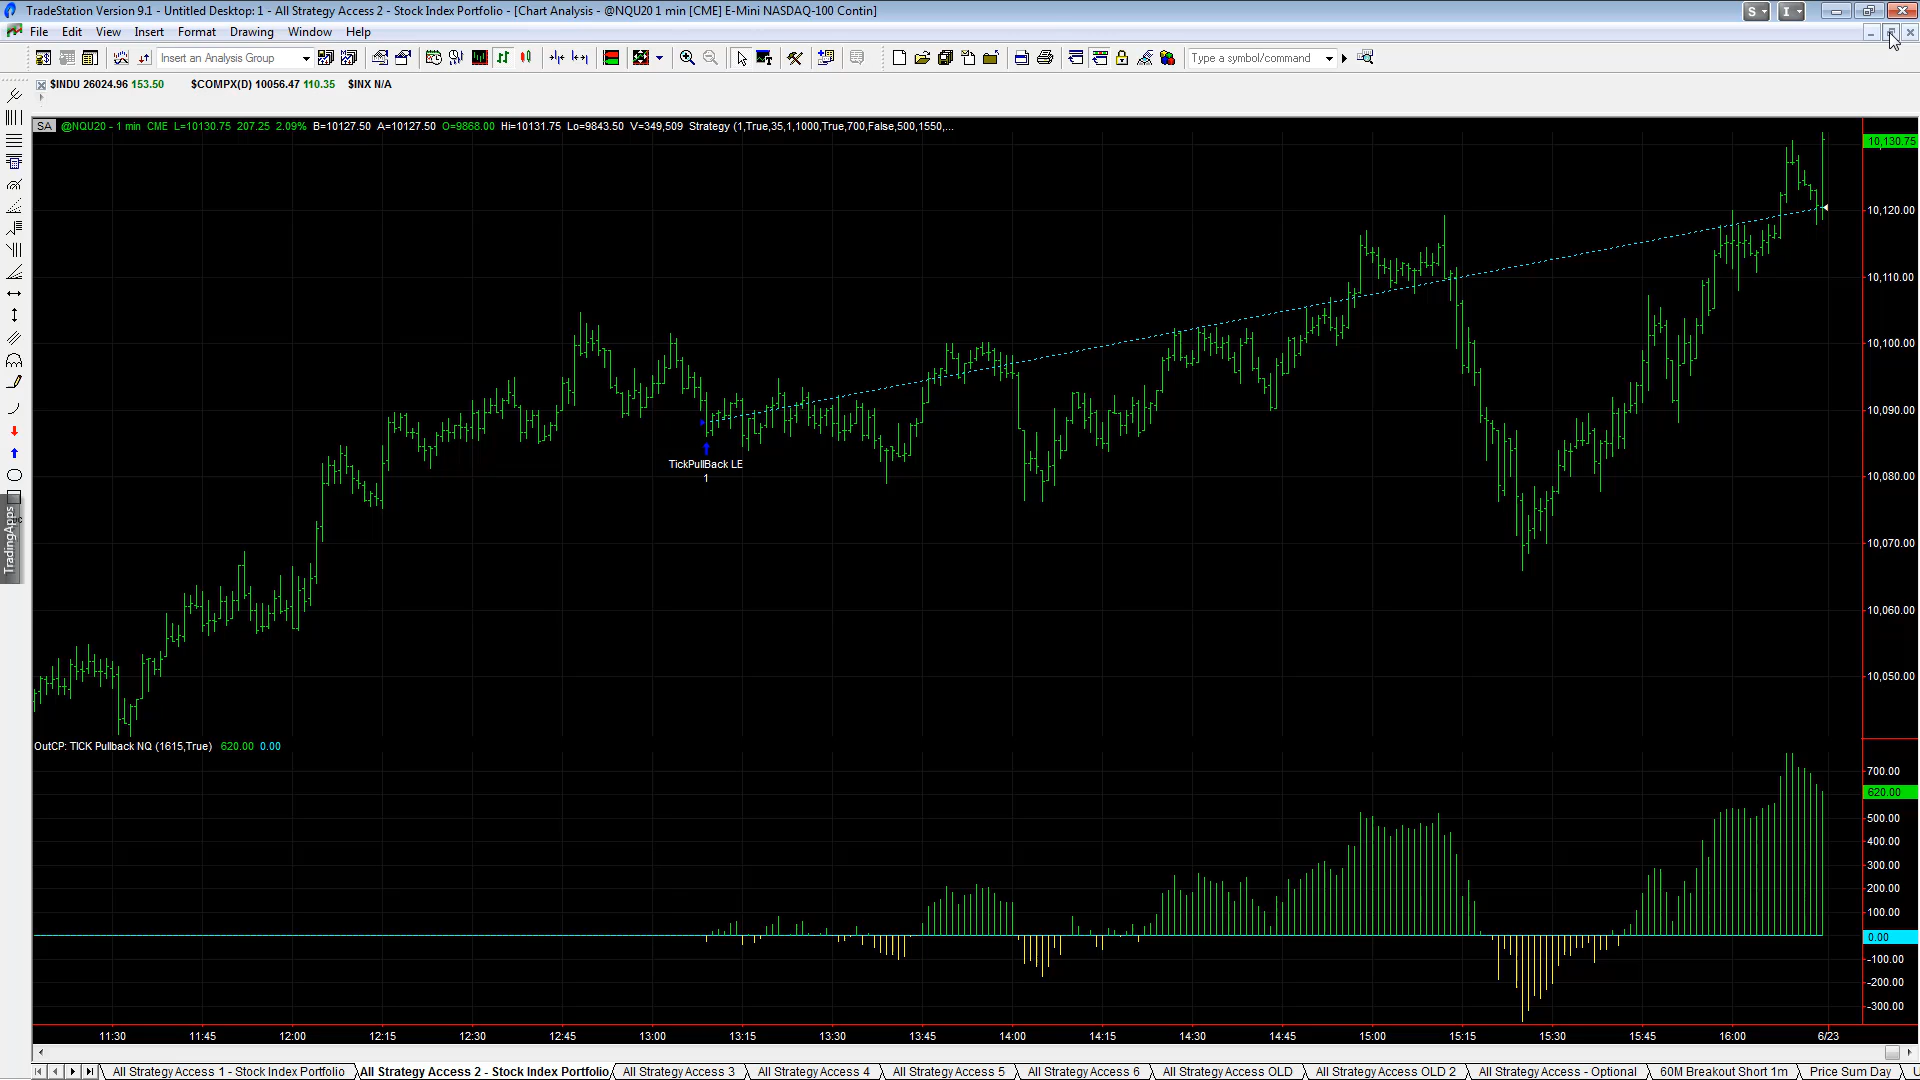 TradeStation Version 9.1 - Untitled Desktop: 1 - All Strategy Access 2 - Stock Index Portfolio - [Chart Analysis - @NQU20 1 min [CME] E-Mini NASDAQ-100 Contin]
S I
File Edit View Insert Format Drawing Window Help
Insert an Analysis Group Type a symbol/command
$INDU 26024.96 153.50 $COMPX(D) 10056.47 110.35 $INX N/A
SA @NQU20 - 1 min CME L=10130.75 207.25 2.09% B=10127.50 A=10127.50 O=9868.00 Hi=10131.75 Lo=9843.50 V=349,509 Strategy (1,True,35,1,1000,True,700,False,500,1550,...
10,130.75
10,120.00
10,110.00
10,100.00
10,090.00
10,080.00
10,070.00
10,060.00
10,050.00
TickPullBack LE
1
TradingApps
OutCP: TICK Pullback NQ (1615,True) 620.00 0.00
700.00
620.00
500.00
400.00
300.00
200.00
100.00
0.00
-100.00
-200.00
-300.00
11:30 11:45 12:00 12:15 12:30 12:45 13:00 13:15 13:30 13:45 14:00 14:15 14:30 14:45 15:00 15:15 15:30 15:45 16:00 6/23
All Strategy Access 1 - Stock Index Portfolio All Strategy Access 2 - Stock Index Portfolio All Strategy Access 3 All Strategy Access 4 All Strategy Access 5 All Strategy Access 6 All Strategy Access OLD All Strategy Access OLD 2 All Strategy Access - Optional 60M Breakout Short 1m Price Sum Day